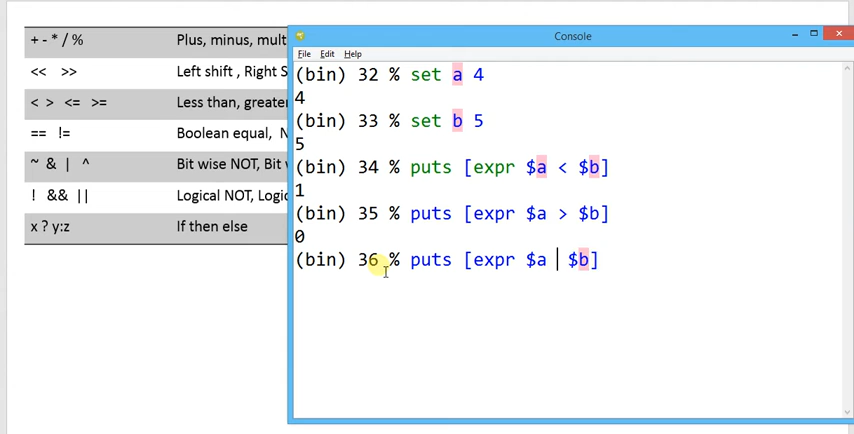 + - * / %
Plus, minus, mult
<< >>
Left shift , Right S
< > <= >=
Less than, greate
== !=
Boolean equal, N
~ & | ^
Bit wise NOT, Bit
! && ||
Logical NOT, Logic
x ? y:z
If then else
Console
File Edit Help
(bin) 32 % set a 4
4
(bin) 33 % set b 5
5
(bin) 34 % puts [expr $a < $b]
1
(bin) 35 % puts [expr $a > $b]
0
(bin) 36 % puts [expr $a $b]